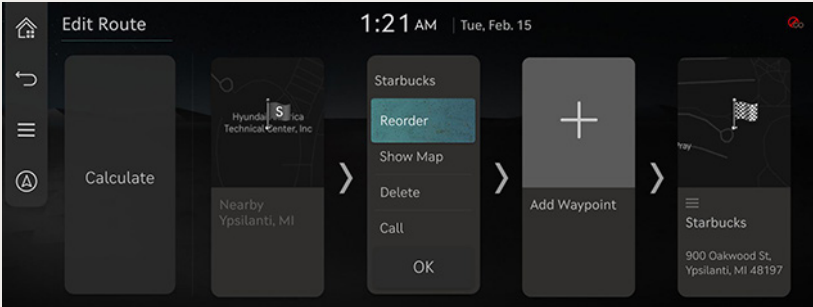 Edit Route
1:21 AM
Tue, Feb. 15
Calculate
S
Technical Center, Inc
Nearby
Ypsilanti, MI
Starbucks
Reorder
Show Map
Delete
Call
OK
Add Waypoint
Starbucks
900 Oakwood St,
Ypsilanti, MI 48197